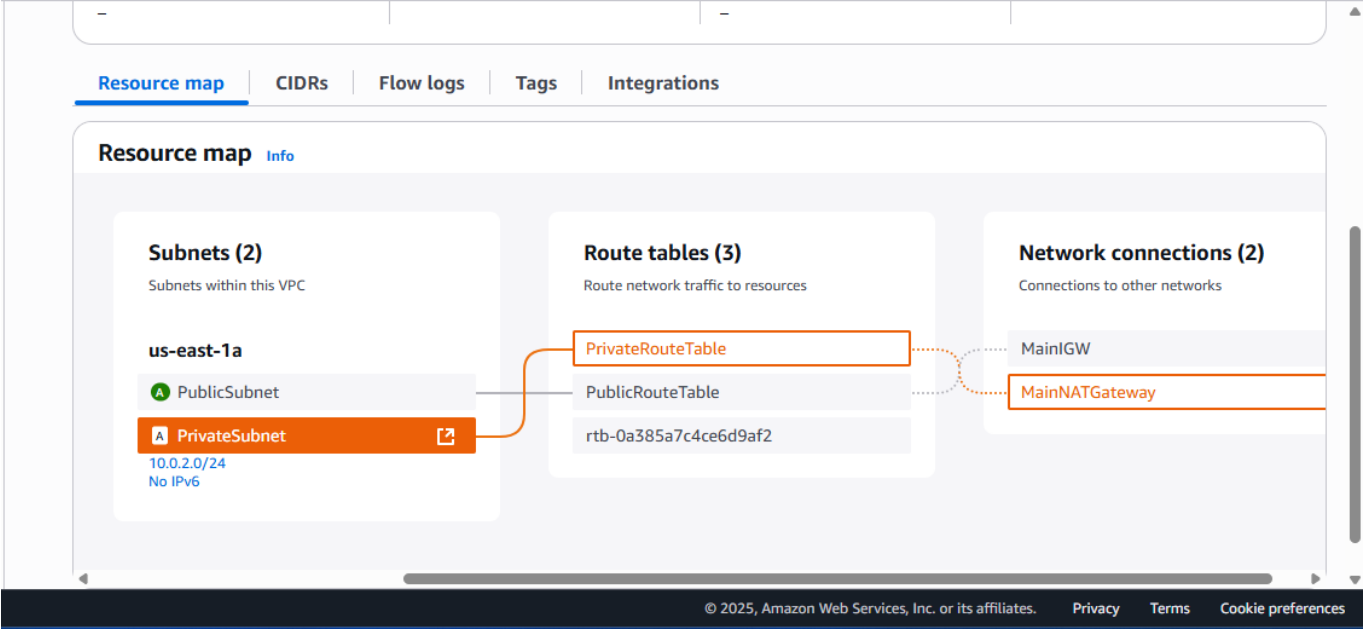 –
–
Resource map
CIDRs
Flow logs
Tags
Integrations
Resource map Info
Subnets (2)
Subnets within this VPC
us-east-1a
A PublicSubnet
A PrivateSubnet
10.0.2.0/24
No IPv6
Route tables (3)
Route network traffic to resources
PrivateRouteTable
PublicRouteTable
rtb-0a385a7c4ce6d9af2
Network connections (2)
Connections to other networks
MainIGW
MainNATGateway
© 2025, Amazon Web Services, Inc. or its affiliates.
Privacy
Terms
Cookie preferences